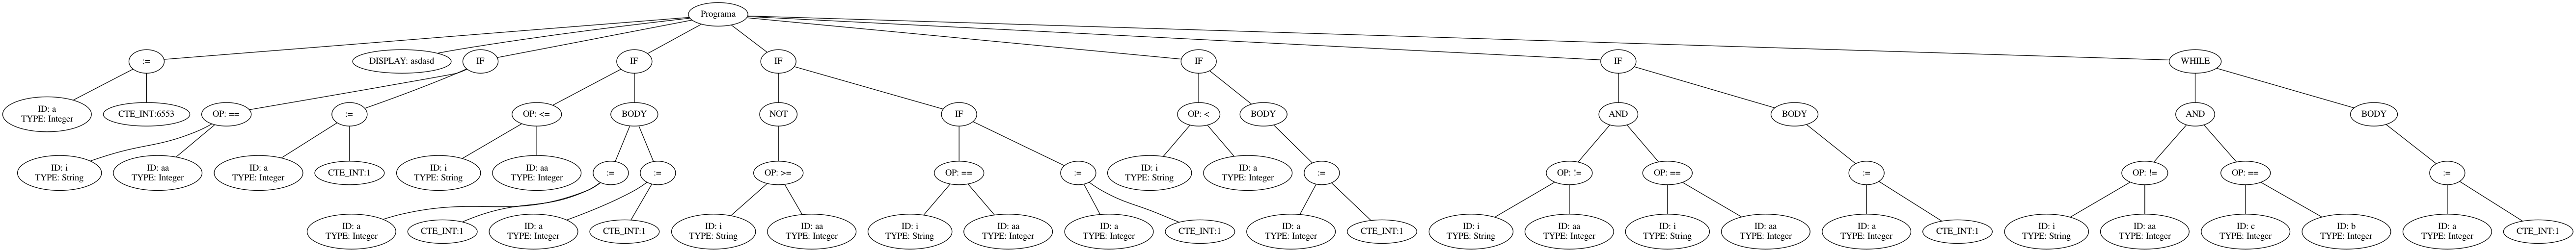 Programa
:=
DISPLAY: asdasd
IF
IF
IF
IF
IF
WHILE
ID: a
TYPE: Integer
CTE_INT:6553
OP: ==
:=
OP: <=
BODY
NOT
IF
OP: <
BODY
AND
BODY
AND
BODY
ID: i
TYPE: String
ID: aa
TYPE: Integer
ID: a
TYPE: Integer
CTE_INT:1
ID: i
TYPE: String
ID: aa
TYPE: Integer
:=
:=
OP: >=
OP: ==
:=
ID: i
TYPE: String
ID: a
TYPE: Integer
:=
OP: !=
OP: ==
:=
OP: !=
OP: ==
:=
ID: a
TYPE: Integer
CTE_INT:1
ID: a
TYPE: Integer
CTE_INT:1
ID: i
TYPE: String
ID: aa
TYPE: Integer
ID: i
TYPE: String
ID: aa
TYPE: Integer
ID: a
TYPE: Integer
CTE_INT:1
ID: a
TYPE: Integer
CTE_INT:1
ID: i
TYPE: String
ID: aa
TYPE: Integer
ID: i
TYPE: String
ID: aa
TYPE: Integer
ID: a
TYPE: Integer
CTE_INT:1
ID: i
TYPE: String
ID: aa
TYPE: Integer
ID: c
TYPE: Integer
ID: b
TYPE: Integer
ID: a
TYPE: Integer
CTE_INT:1